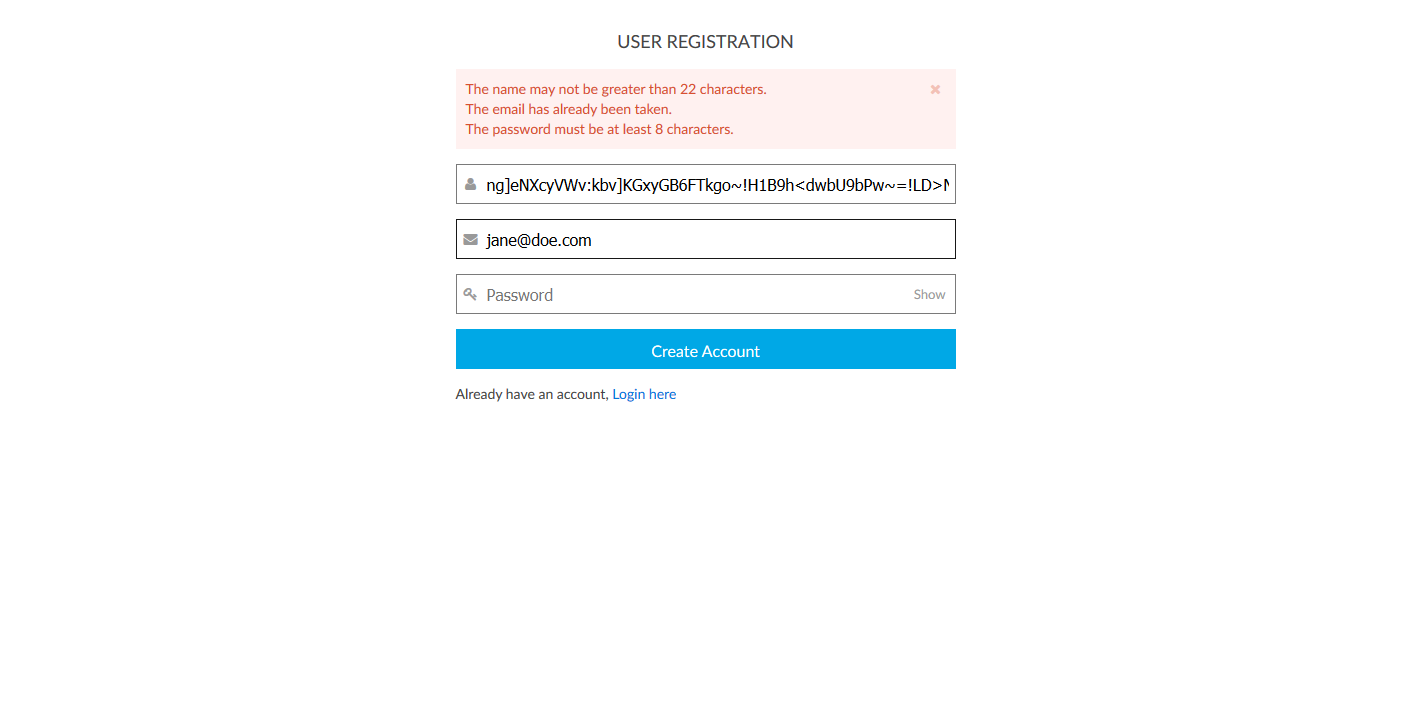 USER REGISTRATION
The name may not be greater than 22 characters.
The email has already been taken.
The password must be at least 8 characters.
ng]eNXcyVWv:kbv]KGxyGB6FTkgo~!H1B9h<dwbU9bPw~=!LD>N
jane@doe.com
Password Show
Create Account
Already have an account, Login here